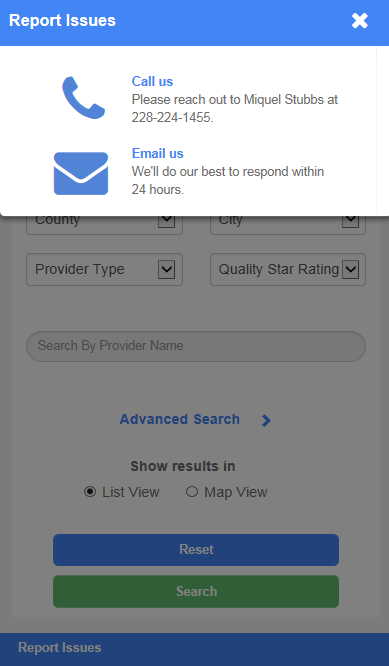 Report Issues
Call us
Please reach out to Miquel Stubbs at
228-224-1455.
Email us
We'll do our best to respond within
24 hours.
County City
Provider Type Quality Star Rating
Search By Provider Name
Advanced Search
Show results in
List View Map View
Reset
Search
Report Issues